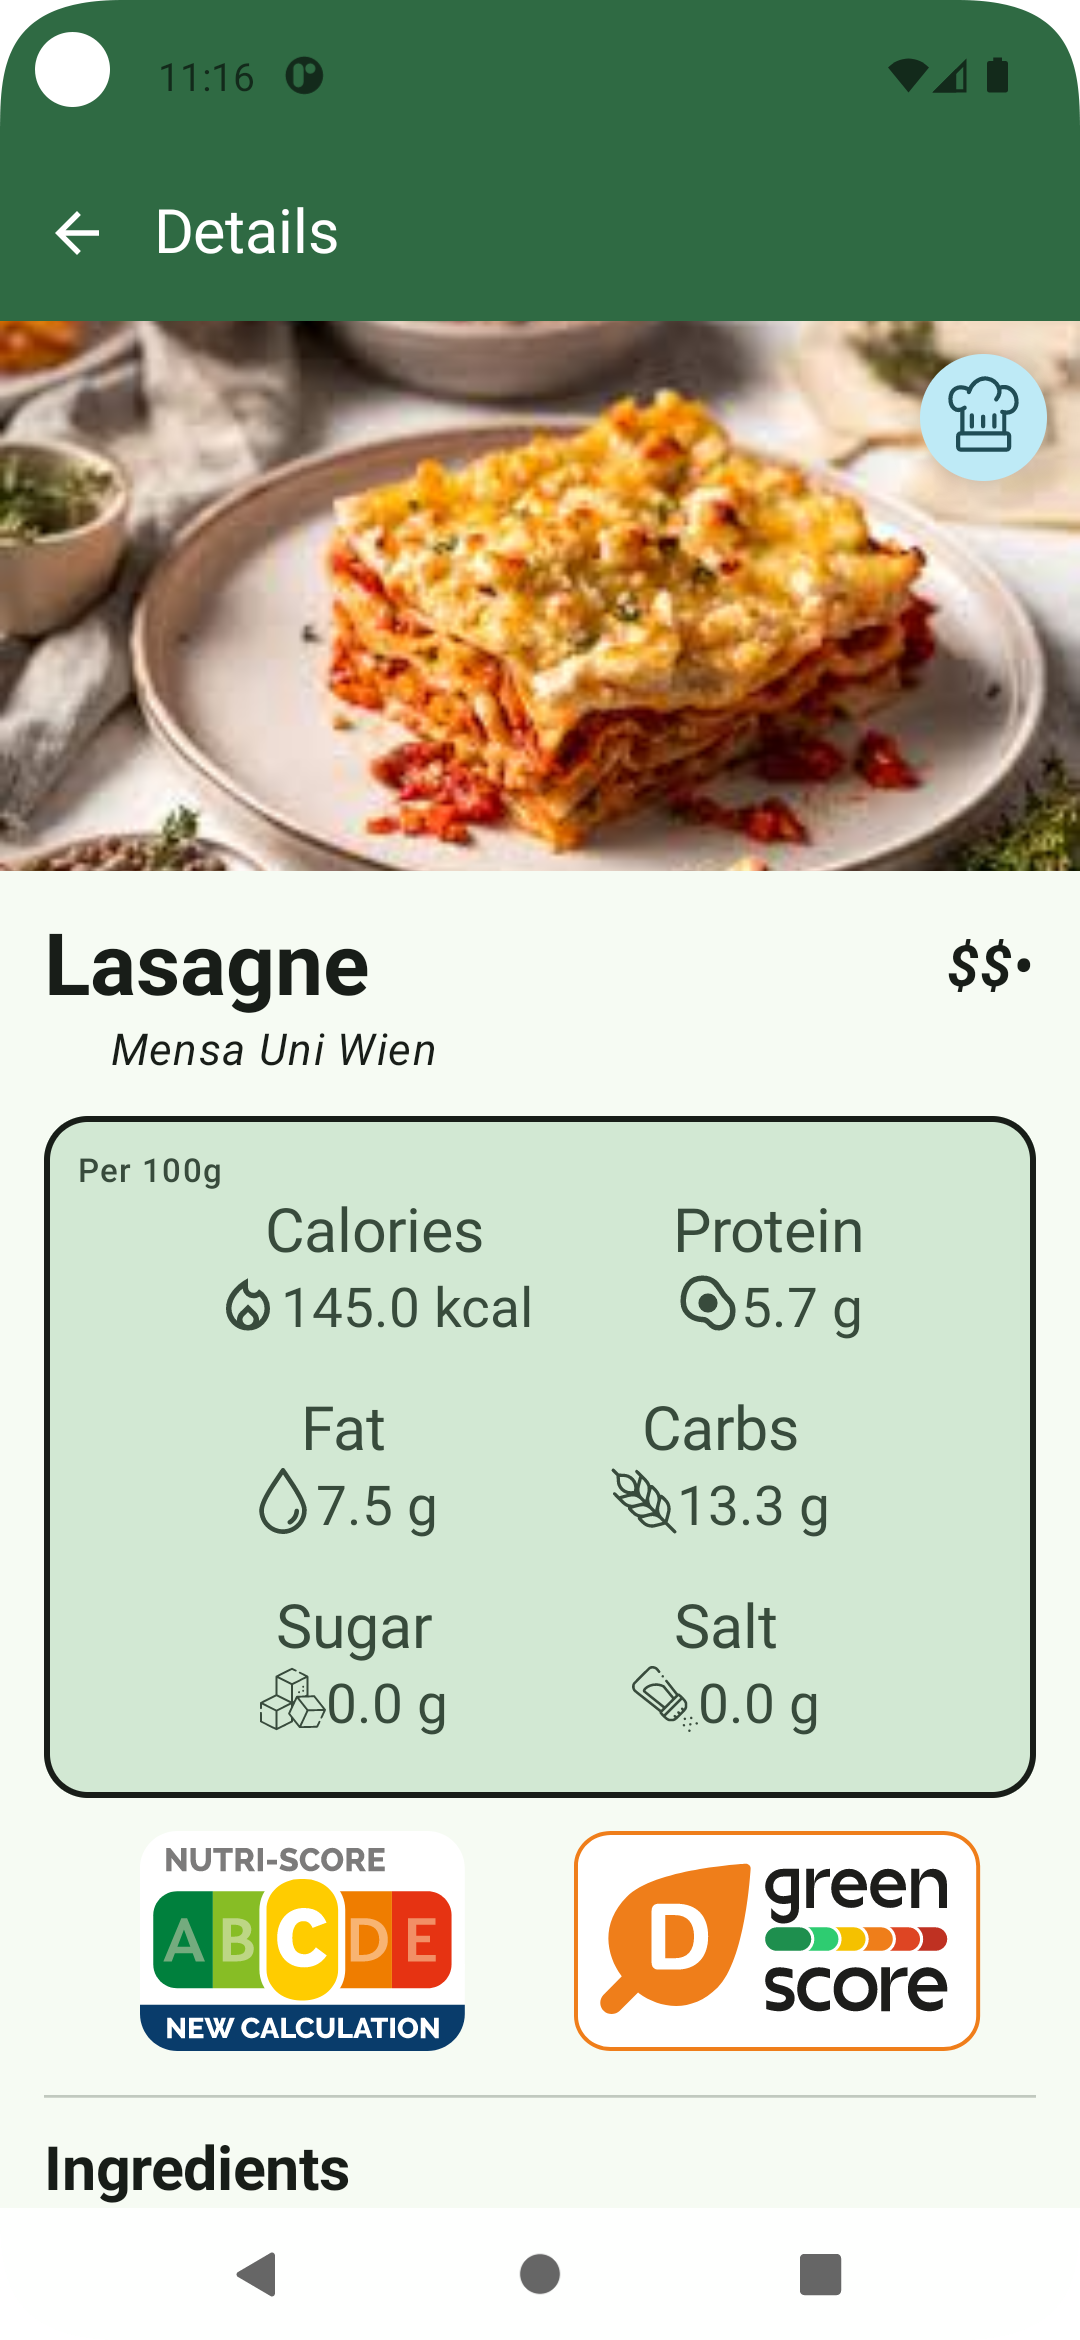 11:16
Details
Lasagne
$$•
Mensa Uni Wien
Per 100g
Calories
Protein
145.0 kcal
5.7 g
Fat
Carbs
7.5 g
13.3 g
Sugar
Salt
0.0 g
0.0 g
NUTRI-SCORE
A B C D E
NEW CALCULATION
D
green
score
Ingredients